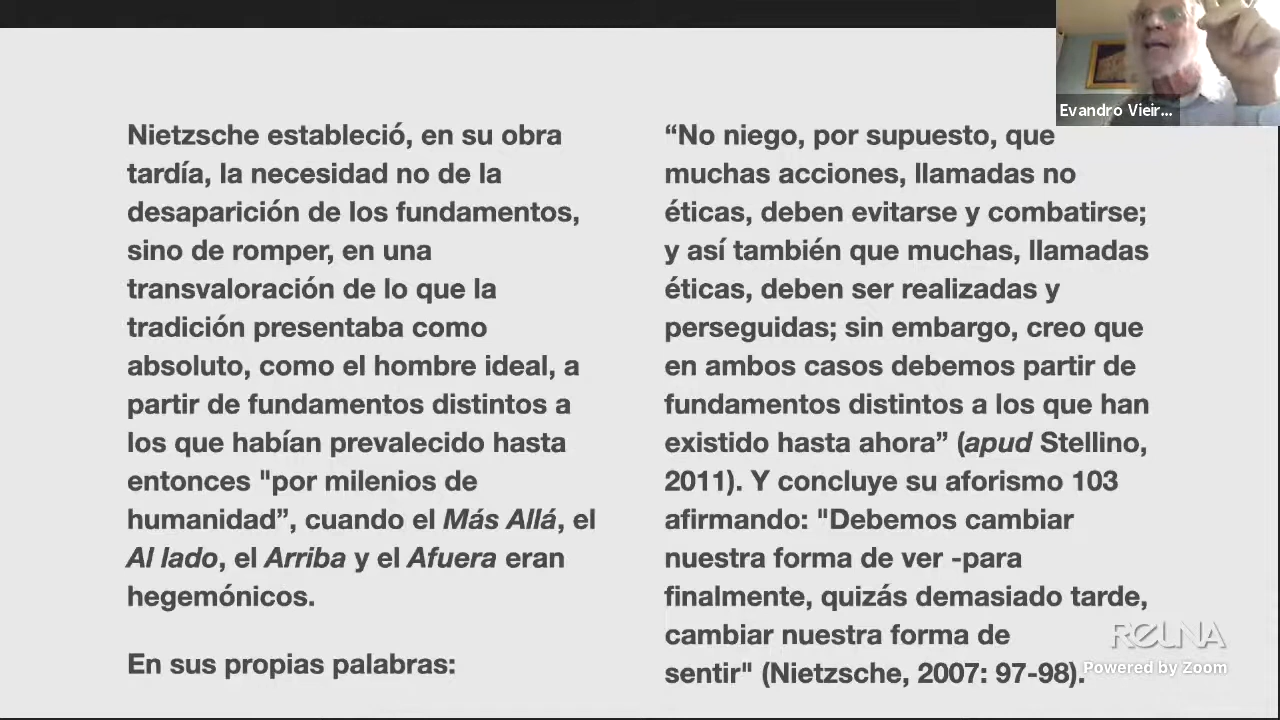 Nietzsche estableció, en su obra
tardía, la necesidad no de la
desaparición de los fundamentos,
sino de romper, en una
transvaloración de lo que la
tradición presentaba como
absoluto, como el hombre ideal, a
partir de fundamentos distintos a
los que habían prevalecido hasta
entonces "por milenios de
humanidad”, cuando el Más Allá, el
Al lado, el Arriba y el Afuera eran
hegemónicos.
En sus propias palabras:
“No niego, por supuesto, que
muchas acciones, llamadas no
éticas, deben evitarse y combatirse;
y así también que muchas, llamadas
éticas, deben ser realizadas y
perseguidas; sin embargo, creo que
en ambos casos debemos partir de
fundamentos distintos a los que han
existido hasta ahora” (apud Stellino,
2011). Y concluye su aforismo 103
afirmando: "Debemos cambiar
nuestra forma de ver -para
finalmente, quizás demasiado tarde,
cambiar nuestra forma de
sentir" (Nietzsche, 2007: 97-98).
Evandro Vieir...
REUNA
Powered by Zoom